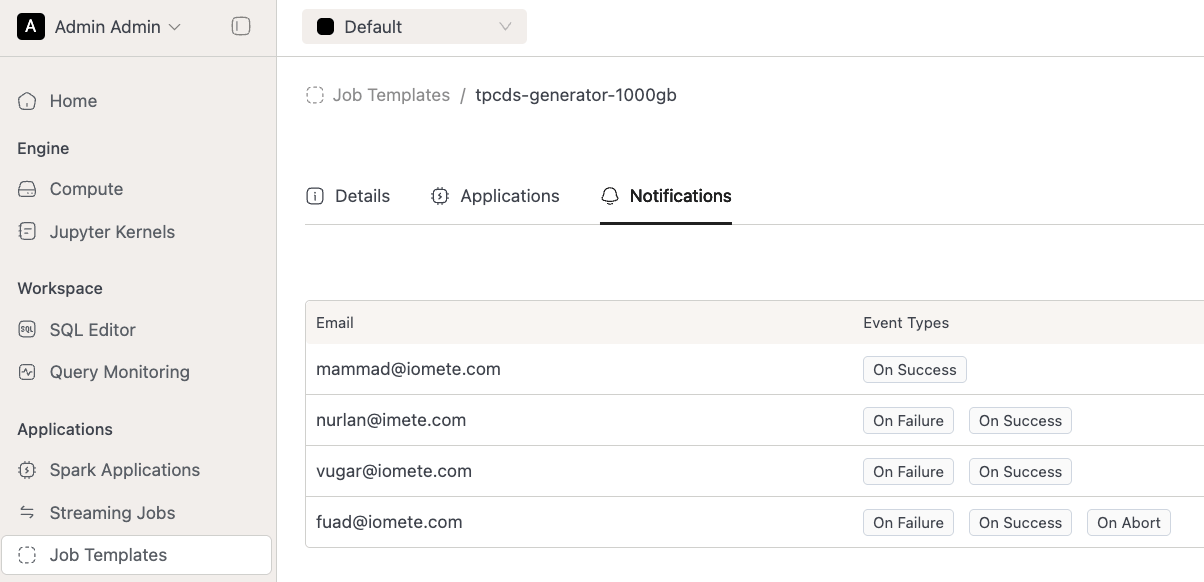 A Admin Admin
Default
Job Templates / tpcds-generator-1000gb
Home
Engine
Compute
Jupyter Kernels
Workspace
SQL SQL Editor
Query Monitoring
Applications
Spark Applications
Streaming Jobs
Job Templates
Details Applications Notifications
Email Event Types
mammad@iomete.com On Success
nurlan@imete.com On Failure On Success
vugar@iomete.com On Failure On Success
fuad@iomete.com On Failure On Success On Abort